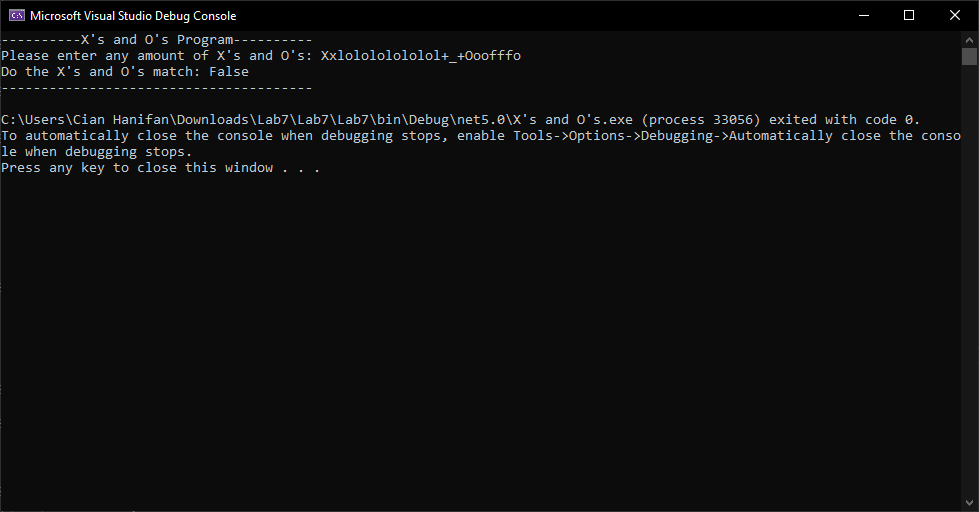 Microsoft Visual Studio Debug Console
----------X's and O's Program----------
Please enter any amount of X's and O's: Xxlolololololol+_+Ooofffo
Do the X's and O's match: False
---------------------------------------
C:\Users\Cian Hanifan\Downloads\Lab7\Lab7\Lab7\bin\Debug\net5.0\X's and O's.exe (process 33056) exited with code 0.
To automatically close the console when debugging stops, enable Tools->Options->Debugging->Automatically close the conso
le when debugging stops.
Press any key to close this window . . .